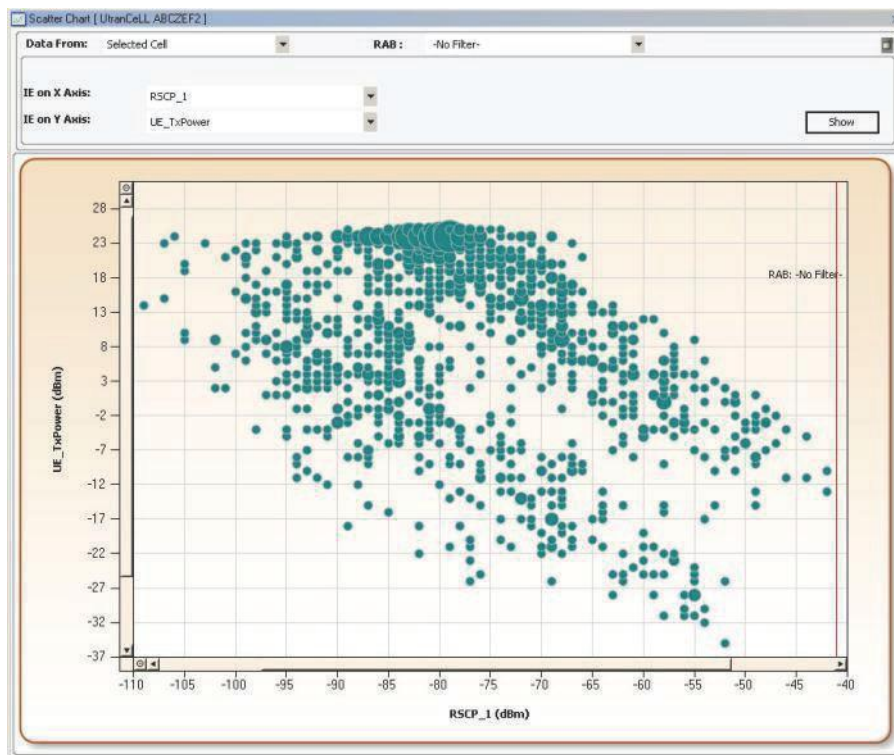 Scatter Chart [ UtranCeLL ABCZEF2 ]
Data From: Selected Cell RAB : -No Filter-
IE on X Axis: RSCP_1
IE on Y Axis: UE_TxPower
Show
28
23
18
13
8
3
-2
-7
-12
-17
-22
-27
-32
-37
UE_TxPower (dBm)
RAB: -No Filter-
-110 -105 -100 -95 -90 -85 -80 -75 -70 -65 -60 -55 -50 -45 -40
RSCP_1 (dBm)